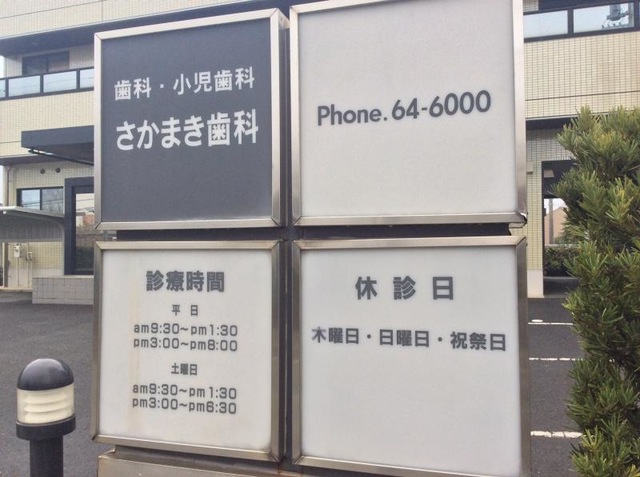 歯科・小児歯科
さかまき歯科
Phone. 64-6000
診療時間
平日
am9:30~pm1:30
pm3:00~pm8:00
土曜日
am9:30~pm1:30
pm3:00~pm6:30
休診日
木曜日・日曜日・祝祭日